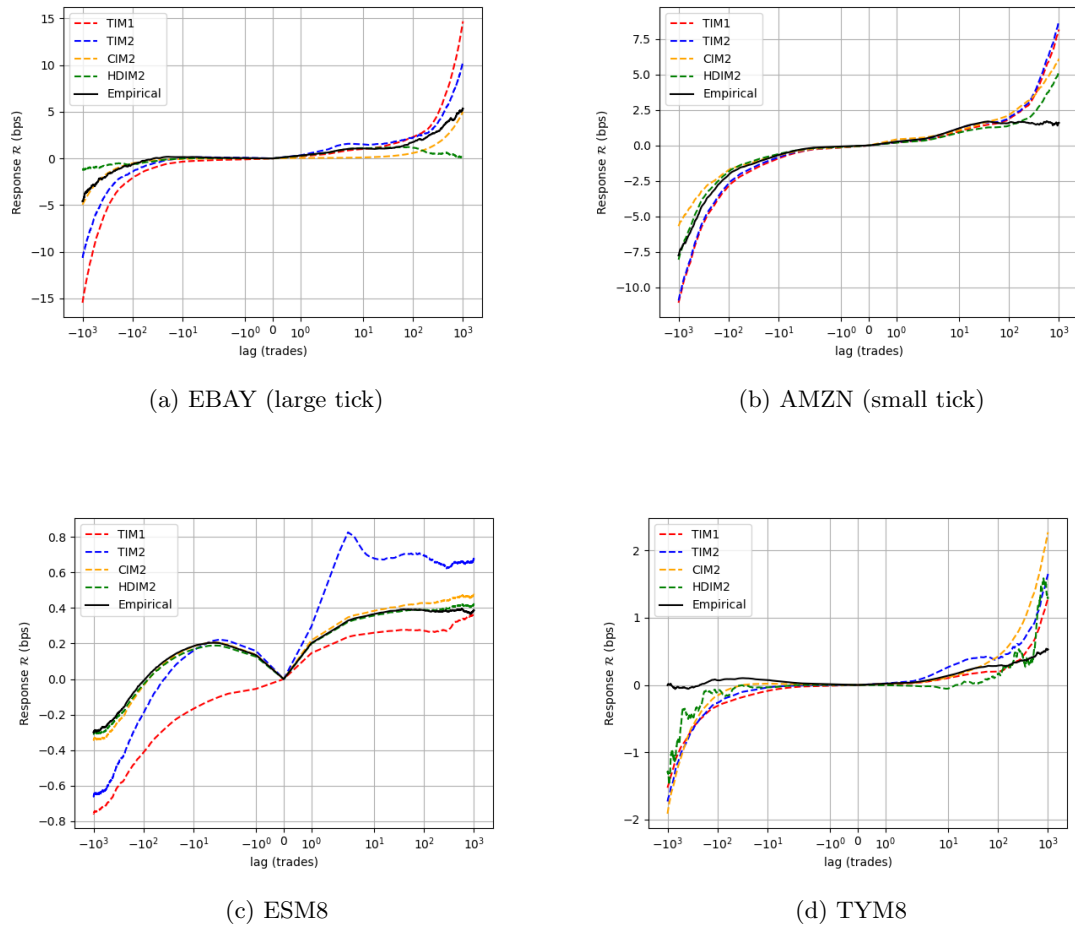 TIM1
TIM2
CIM2
HDIM2
Empirical
15
10
5
0
−5
−10
−15
Response R (bps)
−10³ −10² −10¹ −10⁰ 0 10⁰ 10¹ 10² 10³
lag (trades)
(a) EBAY (large tick)
TIM1
TIM2
CIM2
HDIM2
Empirical
7.5
5.0
2.5
0.0
−2.5
−5.0
−7.5
−10.0
Response R (bps)
−10³ −10² −10¹ −10⁰ 0 10⁰ 10¹ 10² 10³
lag (trades)
(b) AMZN (small tick)
TIM1
TIM2
CIM2
HDIM2
Empirical
0.8
0.6
0.4
0.2
0.0
−0.2
−0.4
−0.6
−0.8
Response R (bps)
−10³ −10² −10¹ −10⁰ 0 10⁰ 10¹ 10² 10³
lag (trades)
(c) ESM8
TIM1
TIM2
CIM2
HDIM2
Empirical
2
1
0
−1
−2
Response R (bps)
−10³ −10² −10¹ −10⁰ 0 10⁰ 10¹ 10² 10³
lag (trades)
(d) TYM8